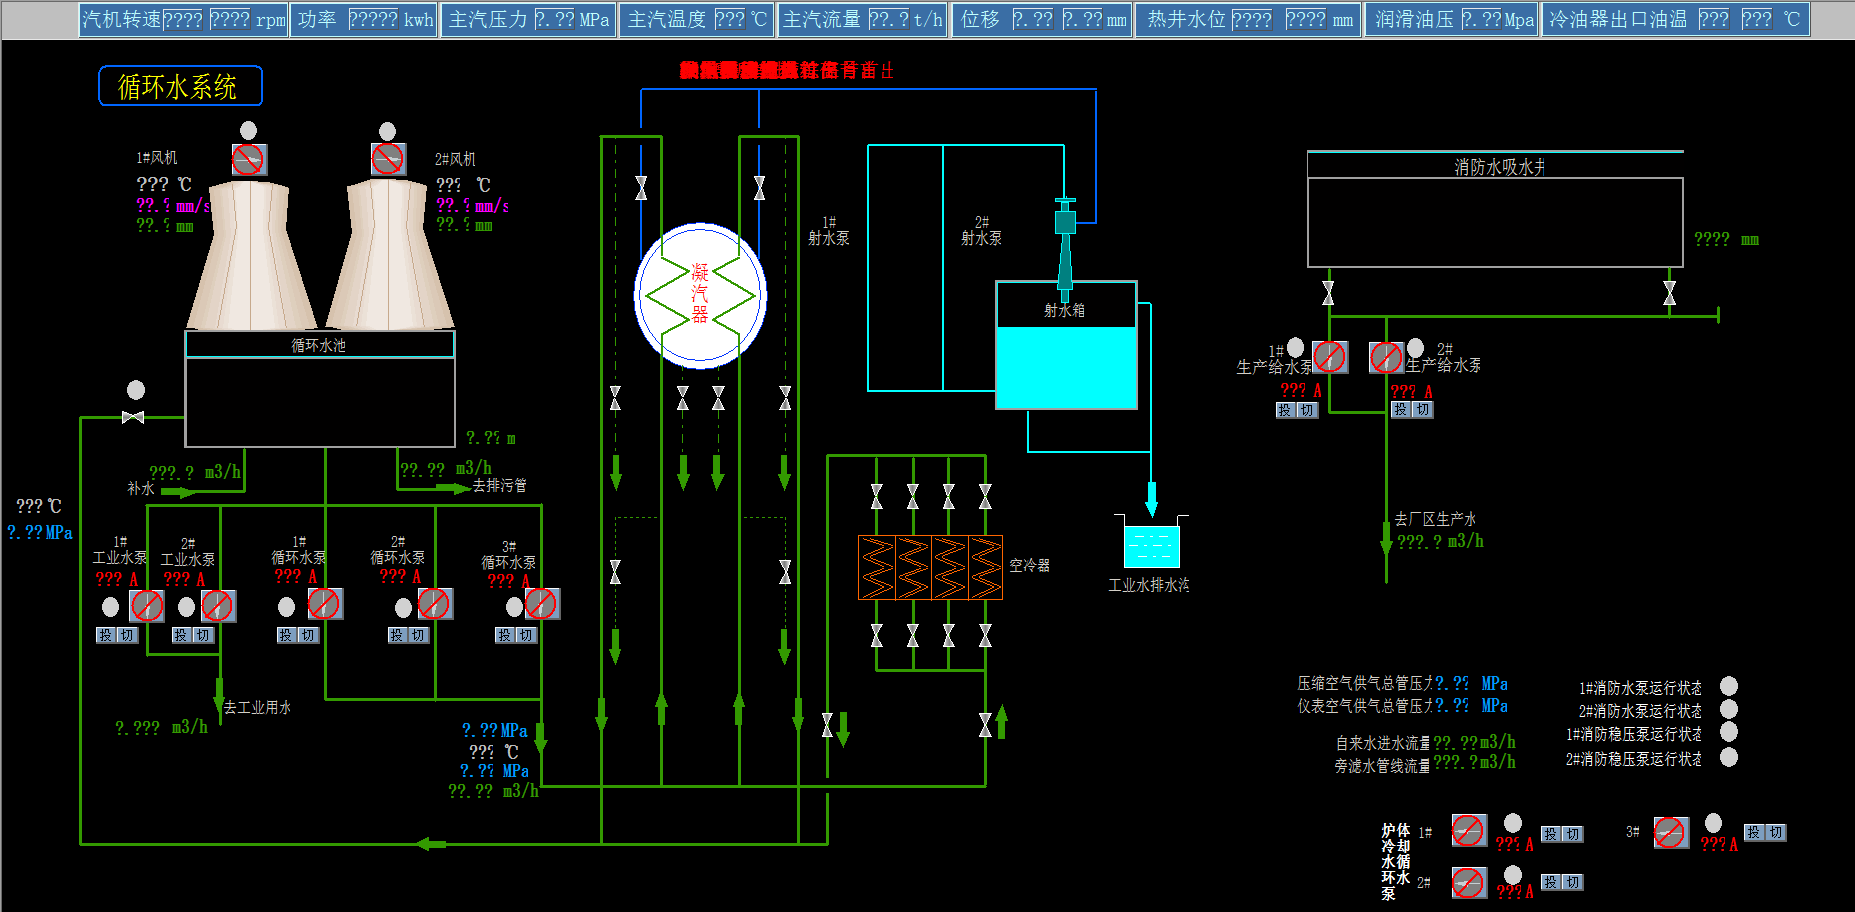 汽机转速 ???? ???? rpm 功率 ????? kwh 主汽压力 ?.?? MPa 主汽温度 ??? ℃ 主汽流量 ??.? t/h 位移 ?.?? ?.?? mm 热井水位 ???? ???? mm 润滑油压 ?.?? Mpa 冷油器出口油温 ??? ??? ℃
循环水系统
1#风机
??? ℃
??.? mm/s
??.? mm
2#风机
??? ℃
??.? mm/s
??.? mm
循环水池
?.?? m
???.? m3/h
补水
??.?? m3/h
去排污管
??? ℃
?.?? MPa
1#
工业水泵
??? A
投 切
2#
工业水泵
??? A
投 切
1#
循环水泵
??? A
投 切
2#
循环水泵
??? A
投 切
3#
循环水泵
??? A
投 切
去工业用水
?.??? m3/h
?.?? MPa
??? ℃
?.?? MPa
??.?? m3/h
凝汽器
1#
射水泵
2#
射水泵
射水箱
空冷器
工业水排水沟
消防水吸水井
???? mm
1#
生产给水泵
??? A
投 切
2#
生产给水泵
??? A
投 切
去厂区生产水
???.? m3/h
压缩空气供气总管压力 ?.?? MPa
仪表空气供气总管压力 ?.?? MPa
自来水进水流量 ??.?? m3/h
旁滤水管线流量 ???.? m3/h
1#消防水泵运行状态
2#消防水泵运行状态
1#消防稳压泵运行状态
2#消防稳压泵运行状态
炉体
冷却
水循
环水
泵
1# ??? A 投 切
3# ??? A 投 切
2# ??? A 投 切